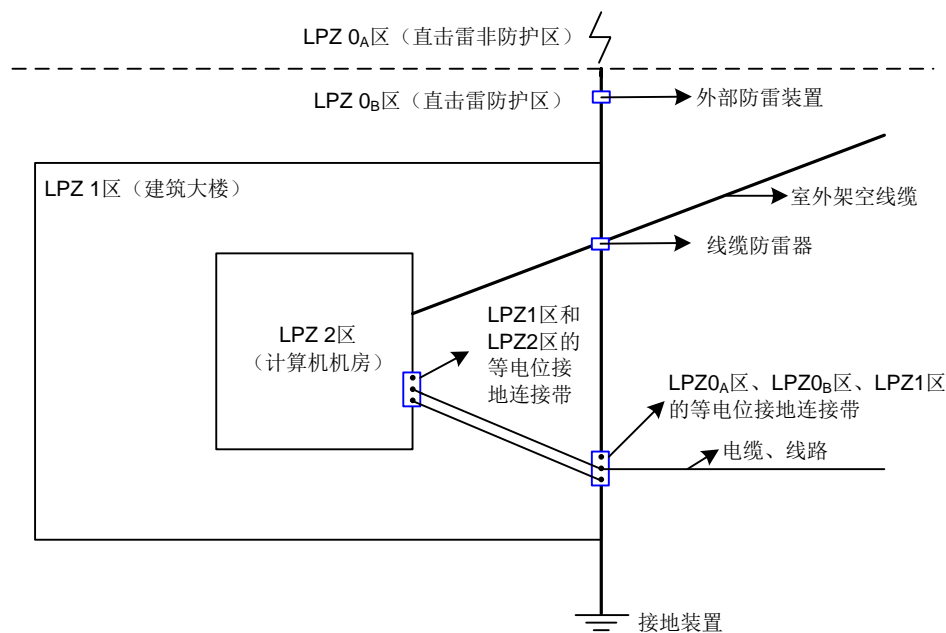 LPZ 0A区（直击雷非防护区）
LPZ 0B区（直击雷防护区）
外部防雷装置
LPZ 1区（建筑大楼）
室外架空线缆
线缆防雷器
LPZ 2区
（计算机机房）
LPZ1区和
LPZ2区的
等电位接
地连接带
LPZ0A区、LPZ0B区、LPZ1区
的等电位接地连接带
电缆、线路
接地装置